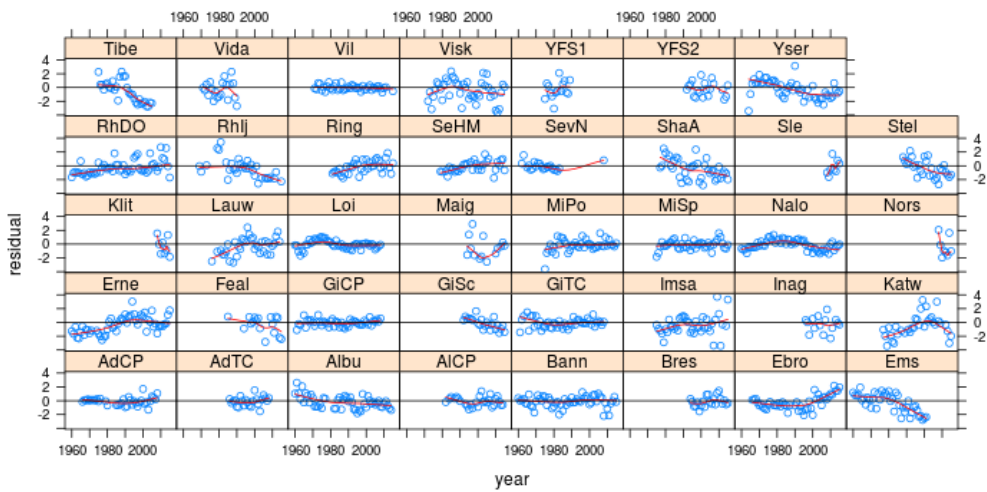 1960 1980 2000 1960 1980 2000 1960 1980 2000
Tibe Vida Vil Visk YFS1 YFS2 Yser
4
2
0
-2
RhDO Rhlj Ring SeHM SevN ShaA Sle Stel
4
2
0
-2
Klit Lauw Loi Maig MiPo MiSp Nalo Nors
4
2
0
-2
Erne Feal GiCP GiSc GiTC Imsa Inag Katw
4
2
0
-2
AdCP AdTC Albu AlCP Bann Bres Ebro Ems
4
2
0
-2
1960 1980 2000 1960 1980 2000 1960 1980 2000 1960 1980 2000
residual
year